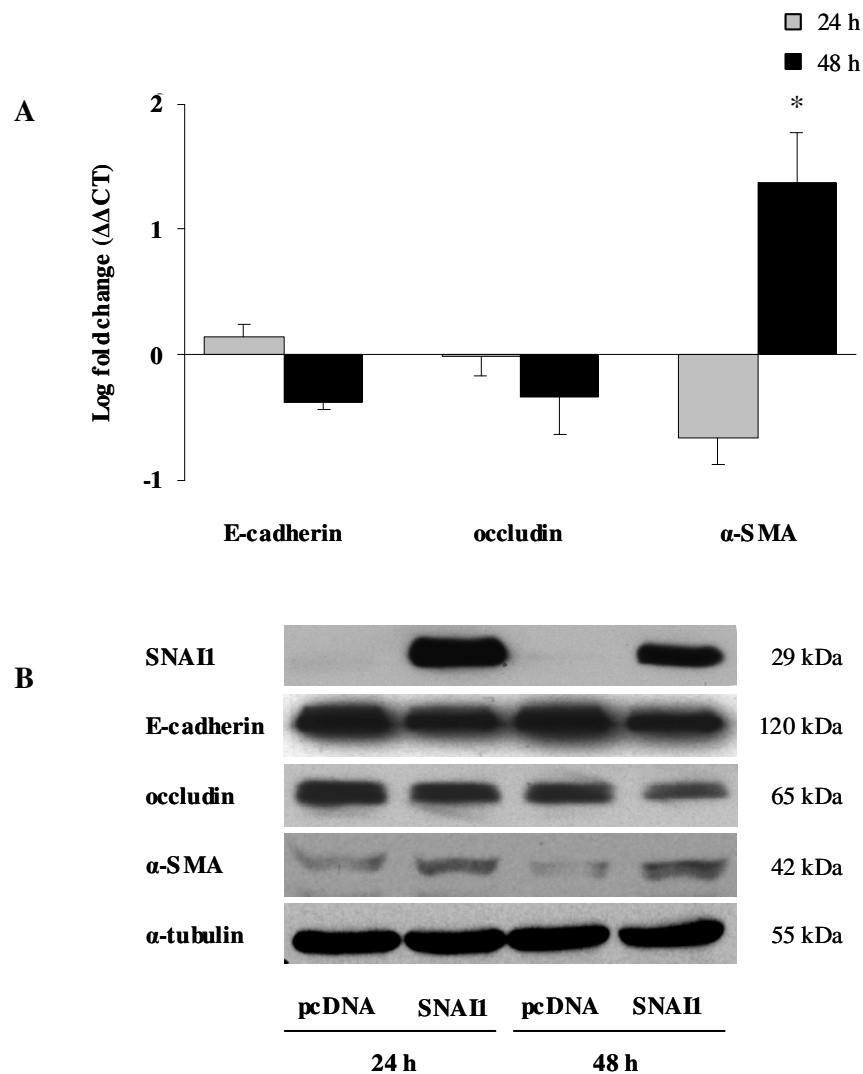 24 h
48 h
A
*
2
1
0
-1
Log fold change (ΔΔCT)
E-cadherin occludin α-SMA
B
SNAI1 29 kDa
E-cadherin 120 kDa
occludin 65 kDa
α-SMA 42 kDa
α-tubulin 55 kDa
pcDNA SNAI1 pcDNA SNAI1
24 h 48 h